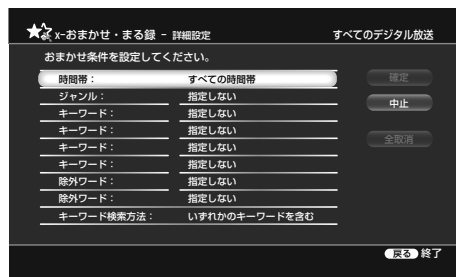 x-おまかせ・まる録 - 詳細設定 すべてのデジタル放送
おまかせ条件を設定してください。
時間帯： すべての時間帯 確定
ジャンル： 指定しない 中止
キーワード： 指定しない
キーワード： 指定しない 全取消
キーワード： 指定しない
キーワード： 指定しない
除外ワード： 指定しない
除外ワード： 指定しない
キーワード検索方法： いずれかのキーワードを含む
戻る 終了